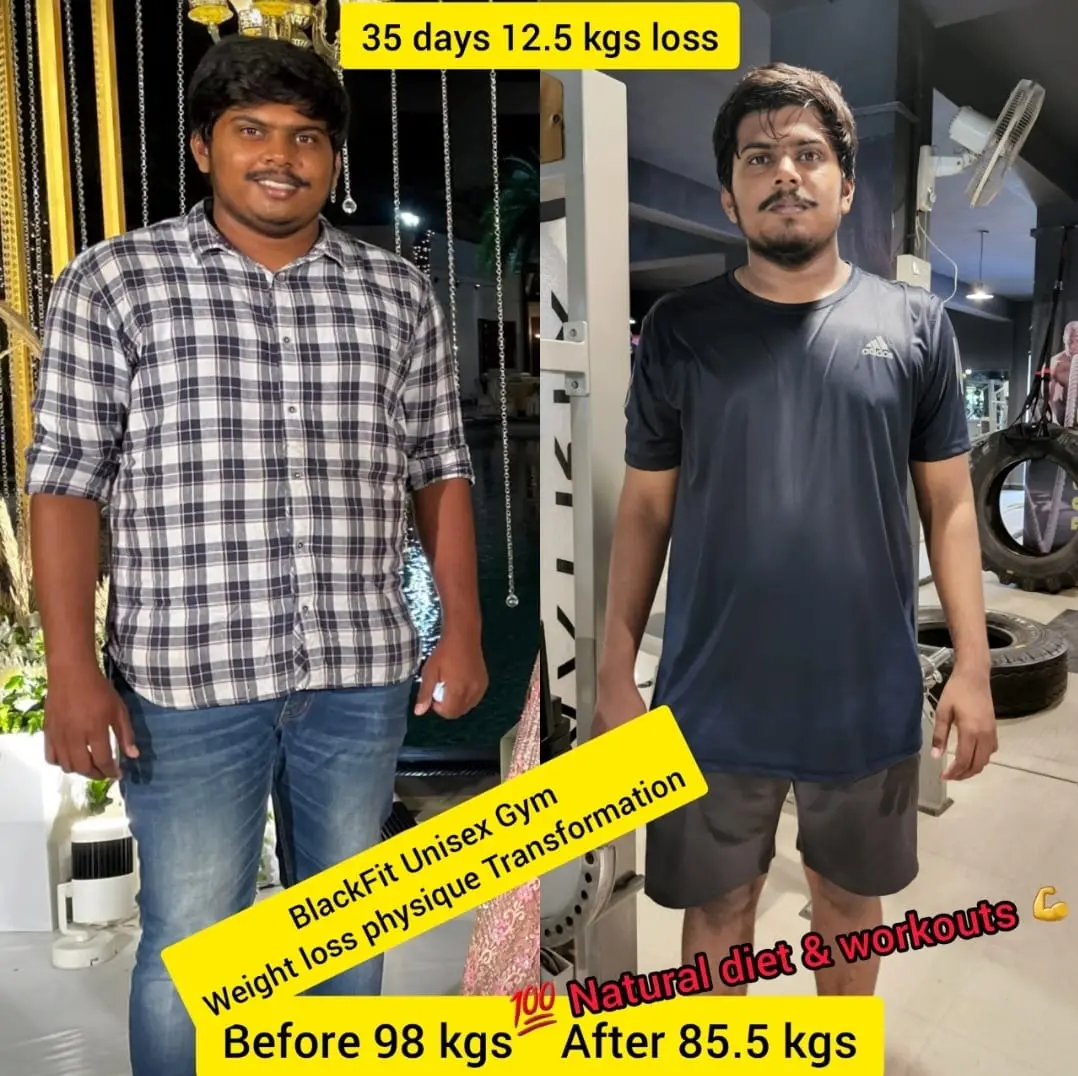 35 days 12.5 kgs loss
adidas
BlackFit Unisex Gym
Weight loss physique Transformation
💯 Natural diet & workouts 💪
Before 98 kgs
After 85.5 kgs